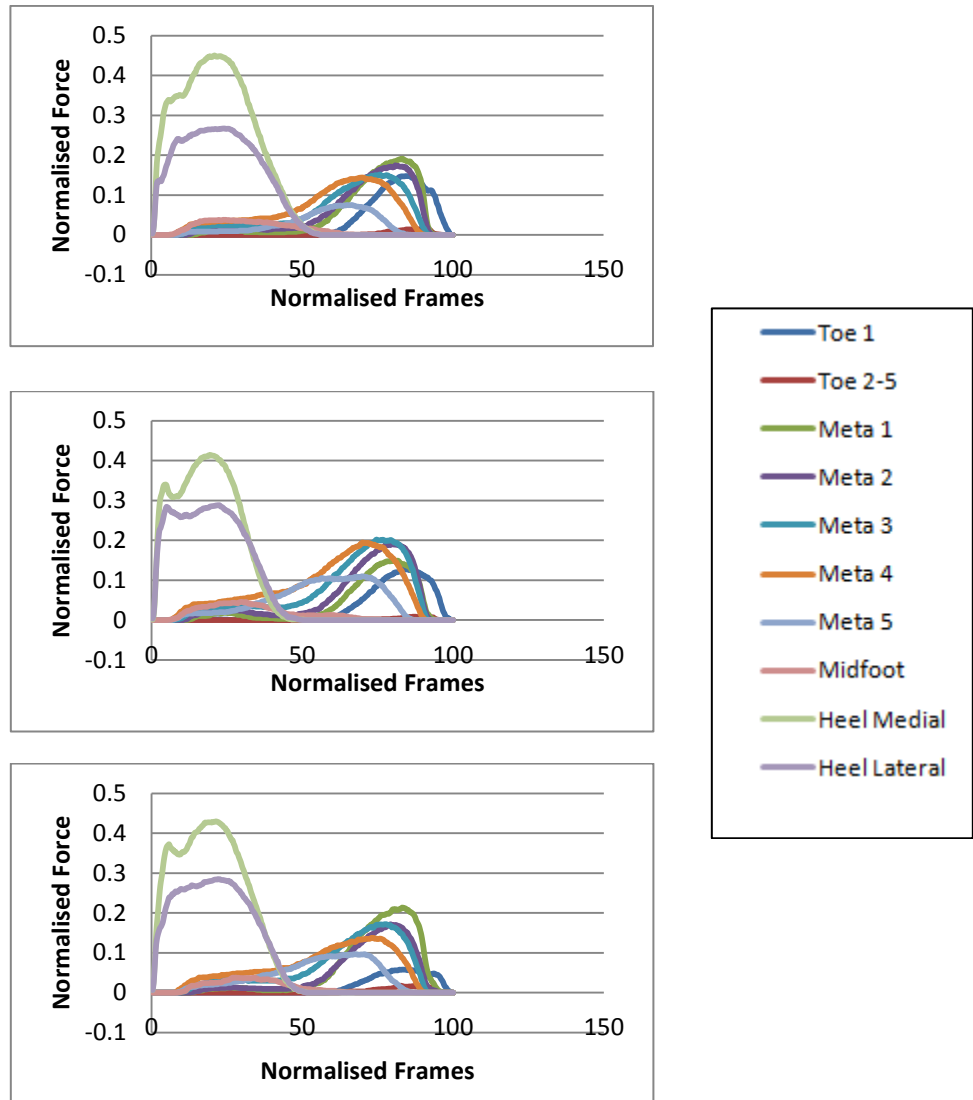 0.5
0.4
0.3
0.2
0.1
0
-0.1
0 50 100 150
Normalised Force
Normalised Frames
0.5
0.4
0.3
0.2
0.1
0
-0.1
0 50 100 150
Normalised Force
Normalised Frames
0.5
0.4
0.3
0.2
0.1
0
-0.1
0 50 100 150
Normalised Force
Normalised Frames
Toe 1
Toe 2-5
Meta 1
Meta 2
Meta 3
Meta 4
Meta 5
Midfoot
Heel Medial
Heel Lateral